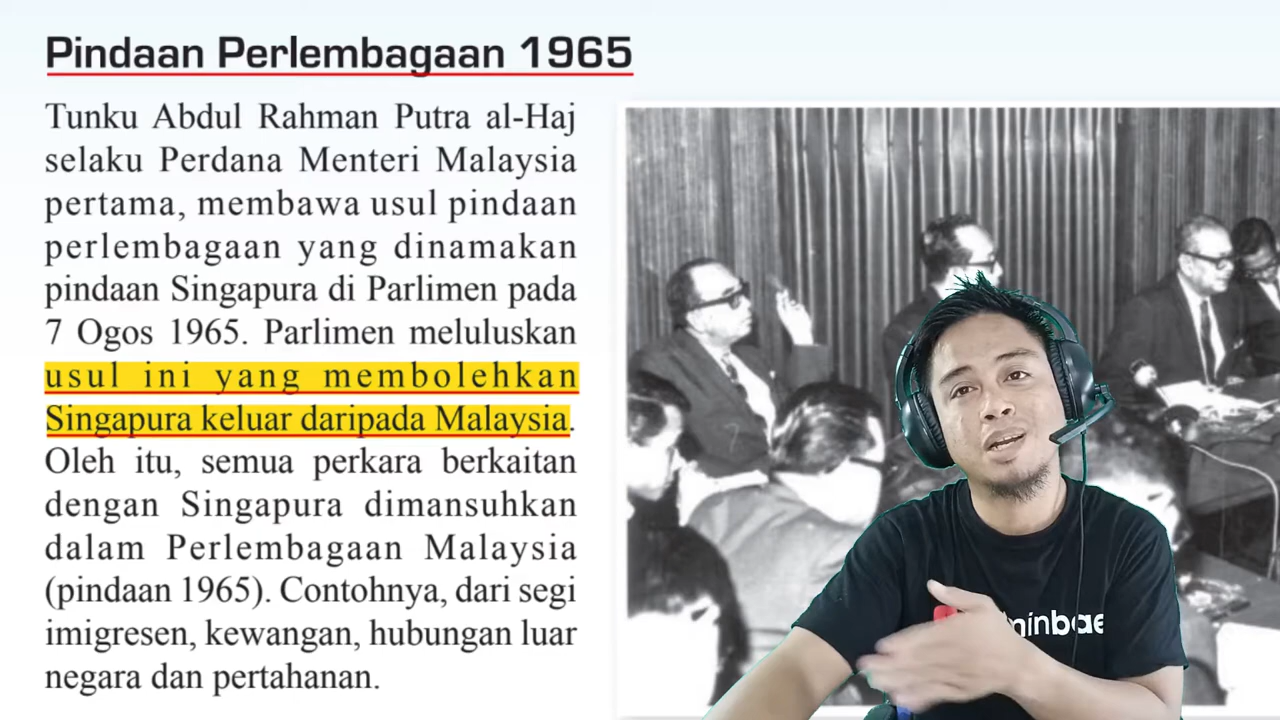 Pindaan Perlembagaan 1965
Tunku Abdul Rahman Putra al-Haj
selaku Perdana Menteri Malaysia
pertama, membawa usul pindaan
perlembagaan yang dinamakan
pindaan Singapura di Parlimen pada
7 Ogos 1965. Parlimen meluluskan
usul ini yang membolehkan
Singapura keluar daripada Malaysia.
Oleh itu, semua perkara berkaitan
dengan Singapura dimansuhkan
dalam Perlembagaan Malaysia
(pindaan 1965). Contohnya, dari segi
imigresen, kewangan, hubungan luar
negara dan pertahanan.